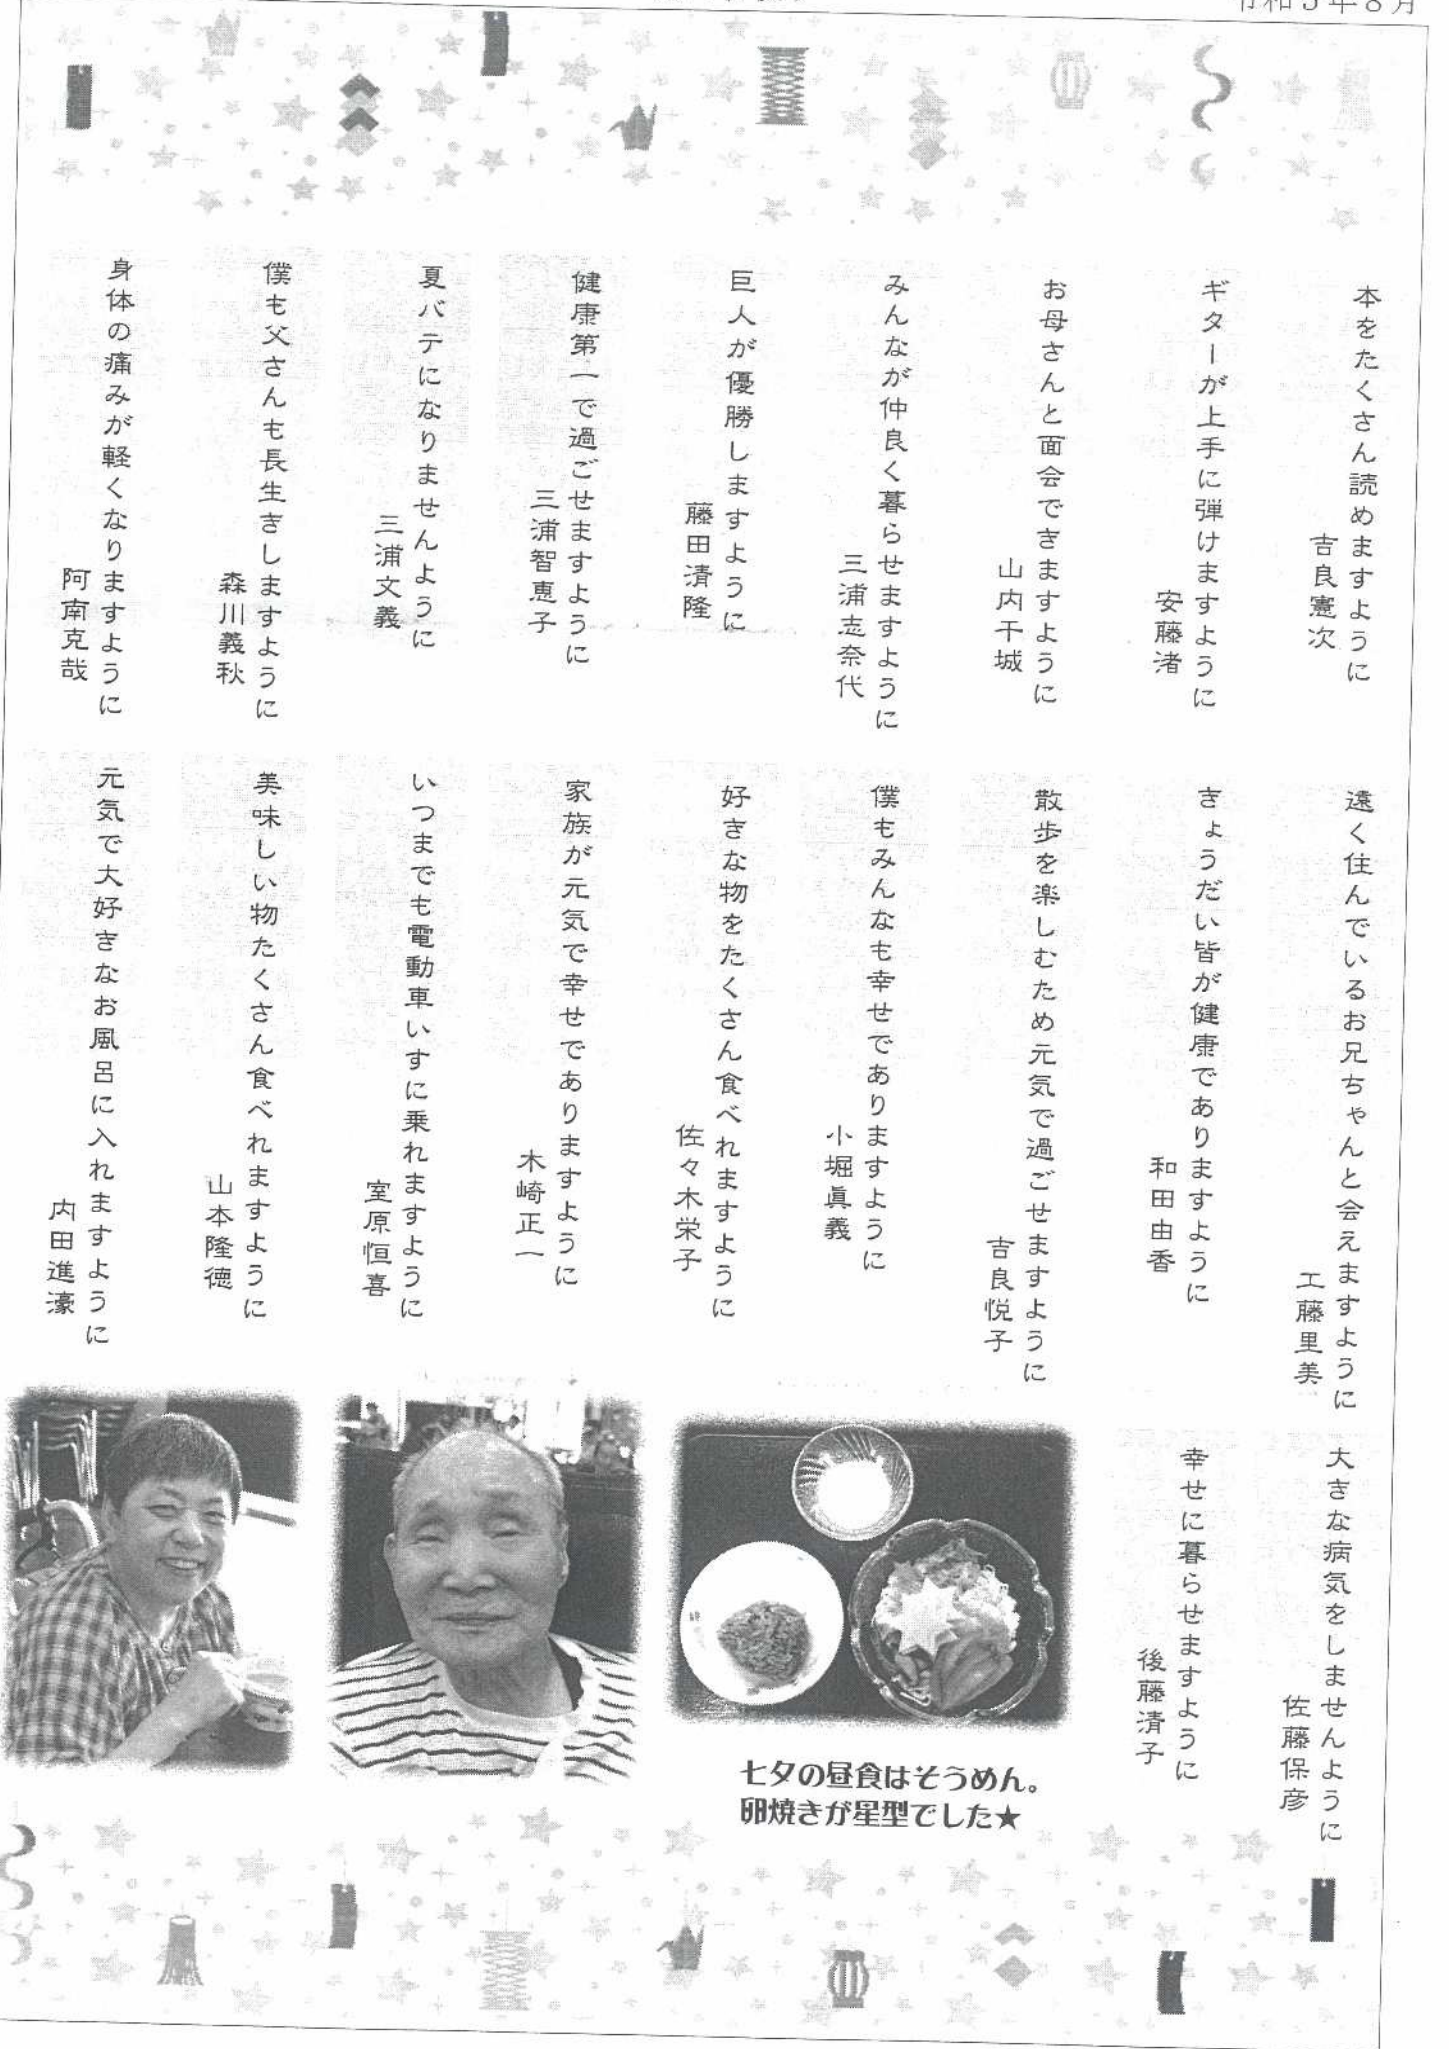 令和5年8月
本をたくさん読めますように
吉良憲次
ギターが上手に弾けますように
安藤渚
お母さんと面会できますように
山内干城
みんなが仲良く暮らせますように
三浦志奈代
巨人が優勝しますように
藤田清隆
健康第一で過ごせますように
三浦智恵子
夏バテになりませんように
三浦文義
僕も父さんも長生きしますように
森川義秋
身体の痛みが軽くなりますように
阿南克哉
遠く住んでいるお兄ちゃんと会えますように
工藤里美
きょうだい皆が健康でありますように
和田由香
散歩を楽しむため元気で過ごせますように
吉良悦子
僕もみんなも幸せでありますように
小堀眞義
好きな物をたくさん食べれますように
佐々木栄子
家族が元気で幸せでありますように
木崎正一
いつまでも電動車いすに乗れますように
室原恒喜
美味しい物たくさん食べれますように
山本隆徳
元気で大好きなお風呂に入れますように
内田進濠
大きな病気をしませんように
佐藤保彦
幸せに暮らせますように
後藤清子
七夕の昼食はそうめん。
卵焼きが星型でした★